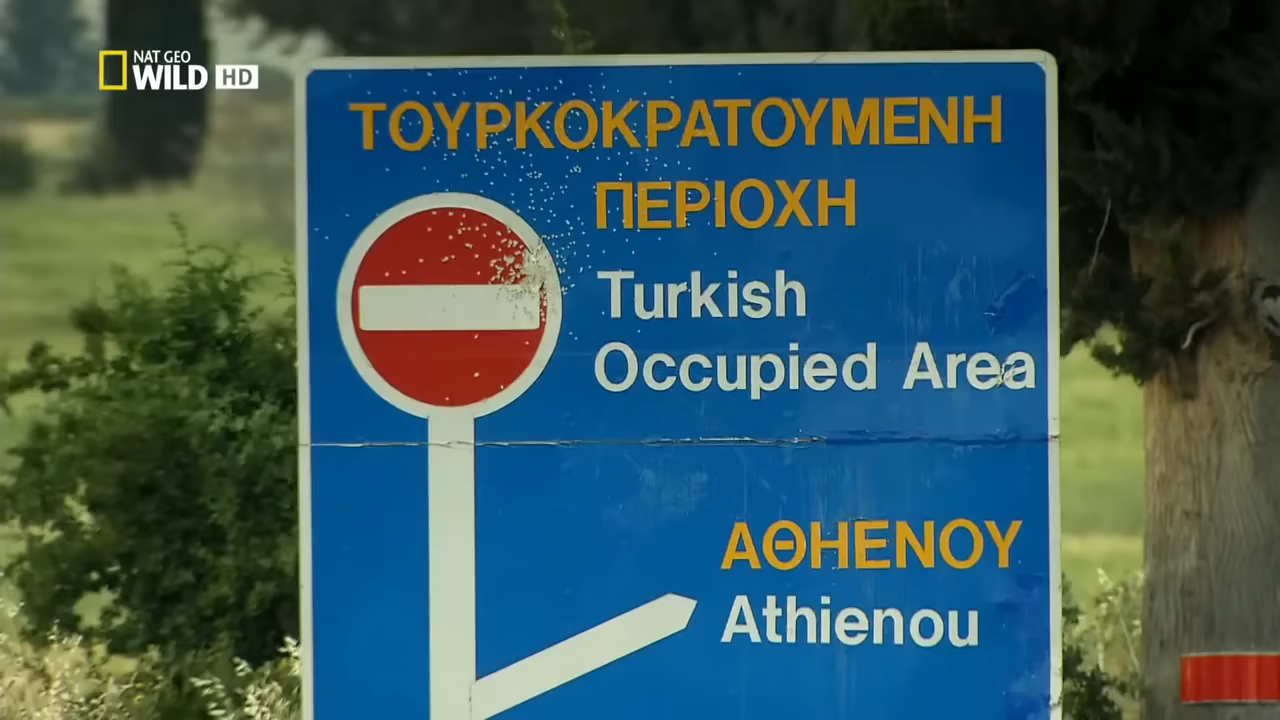 NAT GEO
WILD HD
ΤΟΥΡΚΟΚΡΑΤΟΥΜΕΝΗ
ΠΕΡΙΟΧΗ
Turkish
Occupied Area
ΑΘΗΕΝΟΥ
Athienou